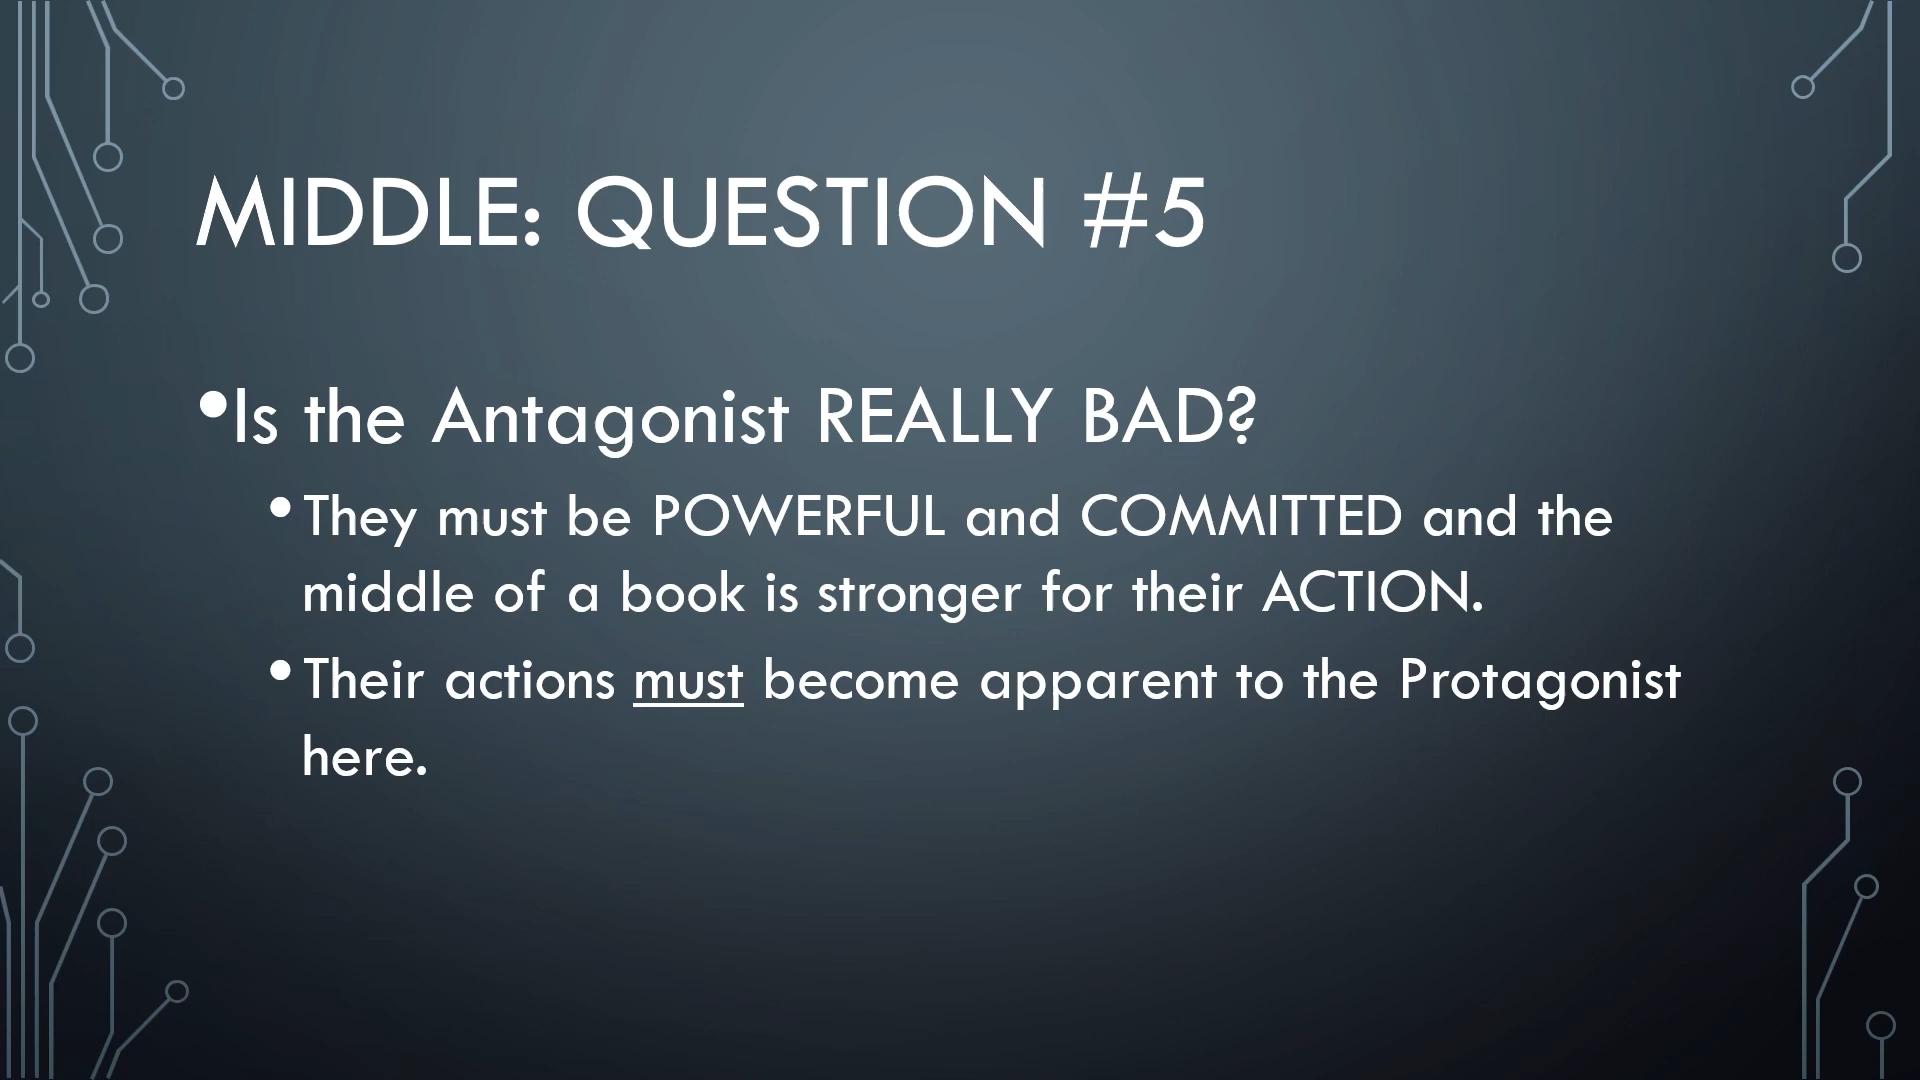 MIDDLE: QUESTION #5
•Is the Antagonist REALLY BAD?
•They must be POWERFUL and COMMITTED and the
middle of a book is stronger for their ACTION.
•Their actions must become apparent to the Protagonist
here.